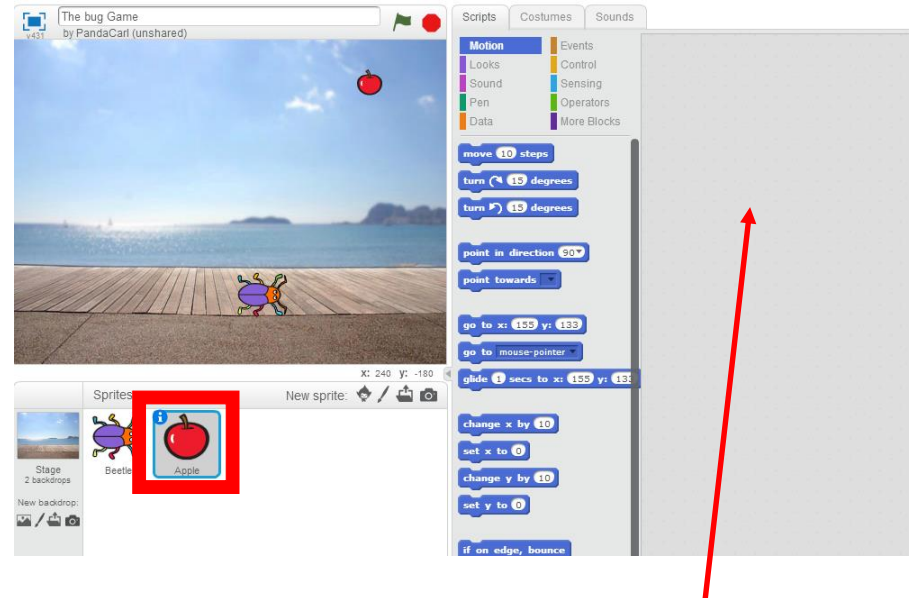 The bug Game
v431
by PandaCarl (unshared)
Scripts
Costumes
Sounds
Motion
Events
Looks
Control
Sound
Sensing
Pen
Operators
Data
More Blocks
move 10 steps
turn 15 degrees
turn 15 degrees
point in direction 90
point towards
go to x: 155 y: 133
go to mouse-pointer
glide 1 secs to x: 155 y: 133
change x by 10
set x to 0
change y by 10
set y to 0
if on edge, bounce
X: 240 Y: -180
Sprites
New sprite:
Stage
2 backdrops
New backdrop:
Beetle
Apple